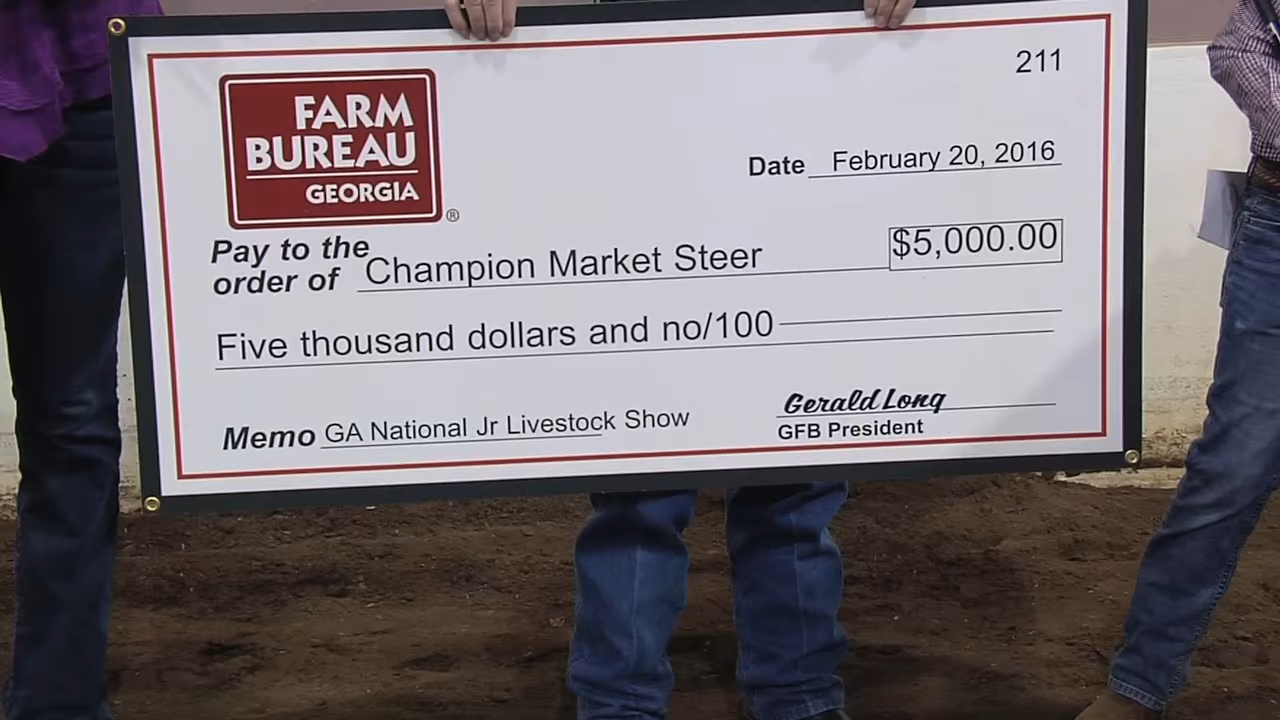 FARM
BUREAU
GEORGIA
®
211
Date February 20, 2016
Pay to the
order of Champion Market Steer $5,000.00
Five thousand dollars and no/100
Memo GA National Jr Livestock Show
Gerald Long
GFB President